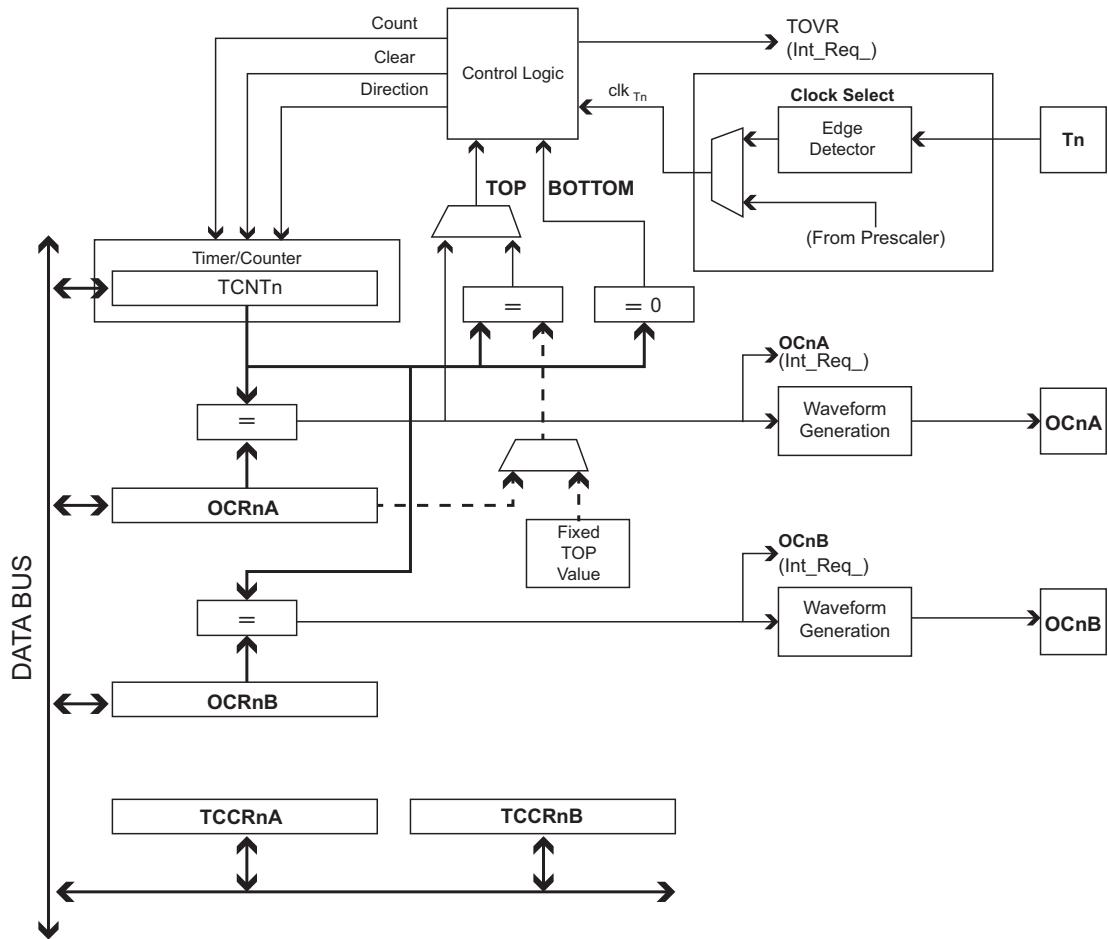 Count
TOVR
(Int_Req_)
Clear
Control Logic
Direction
clk Tn
Clock Select
Edge
Detector
Tn
TOP
BOTTOM
(From Prescaler)
Timer/Counter
TCNTn
=
= 0
OCnA
(Int_Req_)
=
Waveform
Generation
OCnA
OCRnA
Fixed
TOP
Value
OCnB
(Int_Req_)
=
Waveform
Generation
OCnB
DATA BUS
OCRnB
TCCRnA
TCCRnB